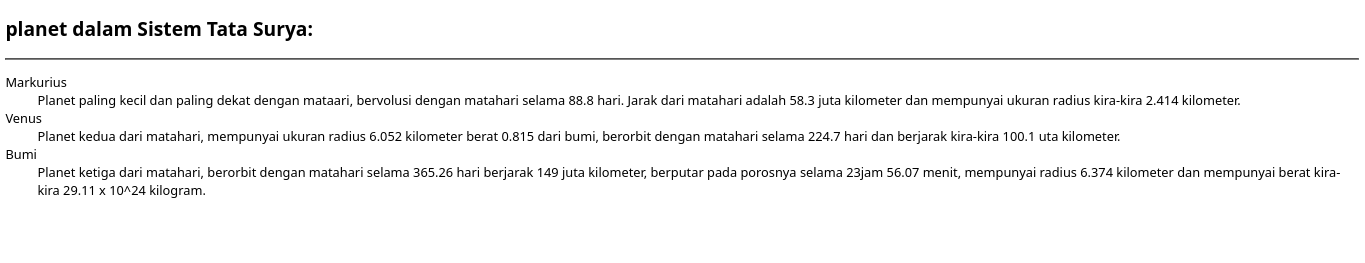 planet dalam Sistem Tata Surya:
Markurius
Planet paling kecil dan paling dekat dengan mataari, bervolusi dengan matahari selama 88.8 hari. Jarak dari matahari adalah 58.3 juta kilometer dan mempunyai ukuran radius kira-kira 2.414 kilometer.
Venus
Planet kedua dari matahari, mempunyai ukuran radius 6.052 kilometer berat 0.815 dari bumi, berorbit dengan matahari selama 224.7 hari dan berjarak kira-kira 100.1 uta kilometer.
Bumi
Planet ketiga dari matahari, berorbit dengan matahari selama 365.26 hari berjarak 149 juta kilometer, berputar pada porosnya selama 23jam 56.07 menit, mempunyai radius 6.374 kilometer dan mempunyai berat kira-
kira 29.11 x 10^24 kilogram.